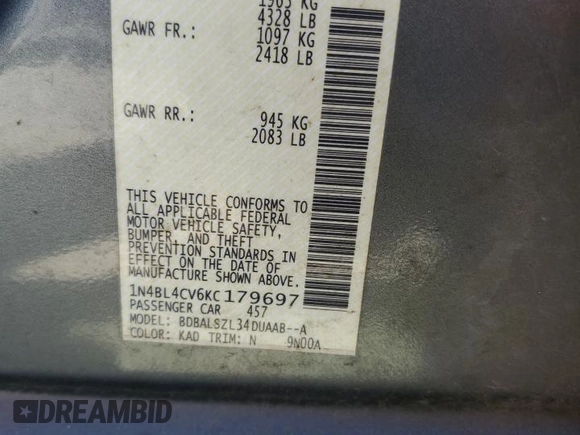 1963 KG
4328 LB
GAWR FR.: 1097 KG
2418 LB
GAWR RR.: 945 KG
2083 LB
THIS VEHICLE CONFORMS TO
ALL APPLICABLE FEDERAL
MOTOR VEHICLE SAFETY,
BUMPER, AND THEFT
PREVENTION STANDARDS IN
EFFECT ON THE DATE OF
MANUFACTURE SHOWN ABOVE.
1N4BL4CV6KC179697
PASSENGER CAR 457
MODEL: BDBALSZL34DUAAB--A
COLOR: KAD TRIM: N 9N00A
DREAMBID